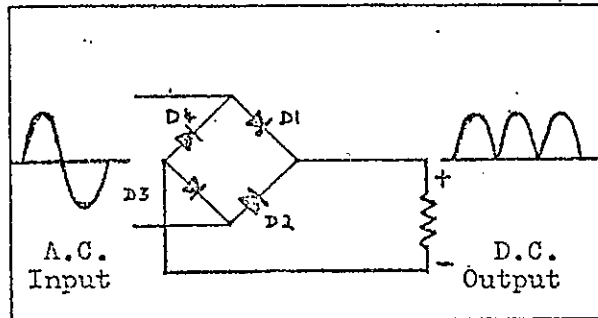 D4 D1
D3
D2
+
-
A.C.
Input
D.C.
Output